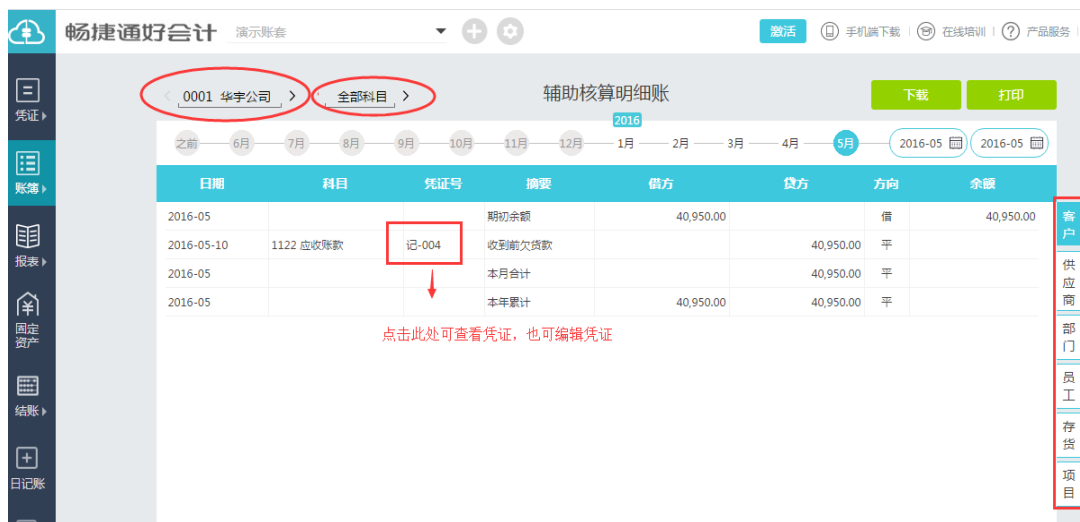 畅捷通好会计 演示账套 激活 手机端下载 在线培训 产品服务
0001 华宇公司 全部科目 辅助核算明细账 下载 打印
2016
之前 6月 7月 8月 9月 10月 11月 12月 1月 2月 3月 4月 5月 2016-05 2016-05
日期 科目 凭证号 摘要 借方 贷方 方向 余额
2016-05 期初余额 40,950.00 借 40,950.00
2016-05-10 1122 应收账款 记-004 收到前欠货款 40,950.00 平
2016-05 本月合计 40,950.00 平
2016-05 本年累计 40,950.00 40,950.00 平
点击此处可查看凭证，也可编辑凭证
凭证
账簿
报表
固定
资产
结账
日记账
客户
供应商
部门
员工
存货
项目